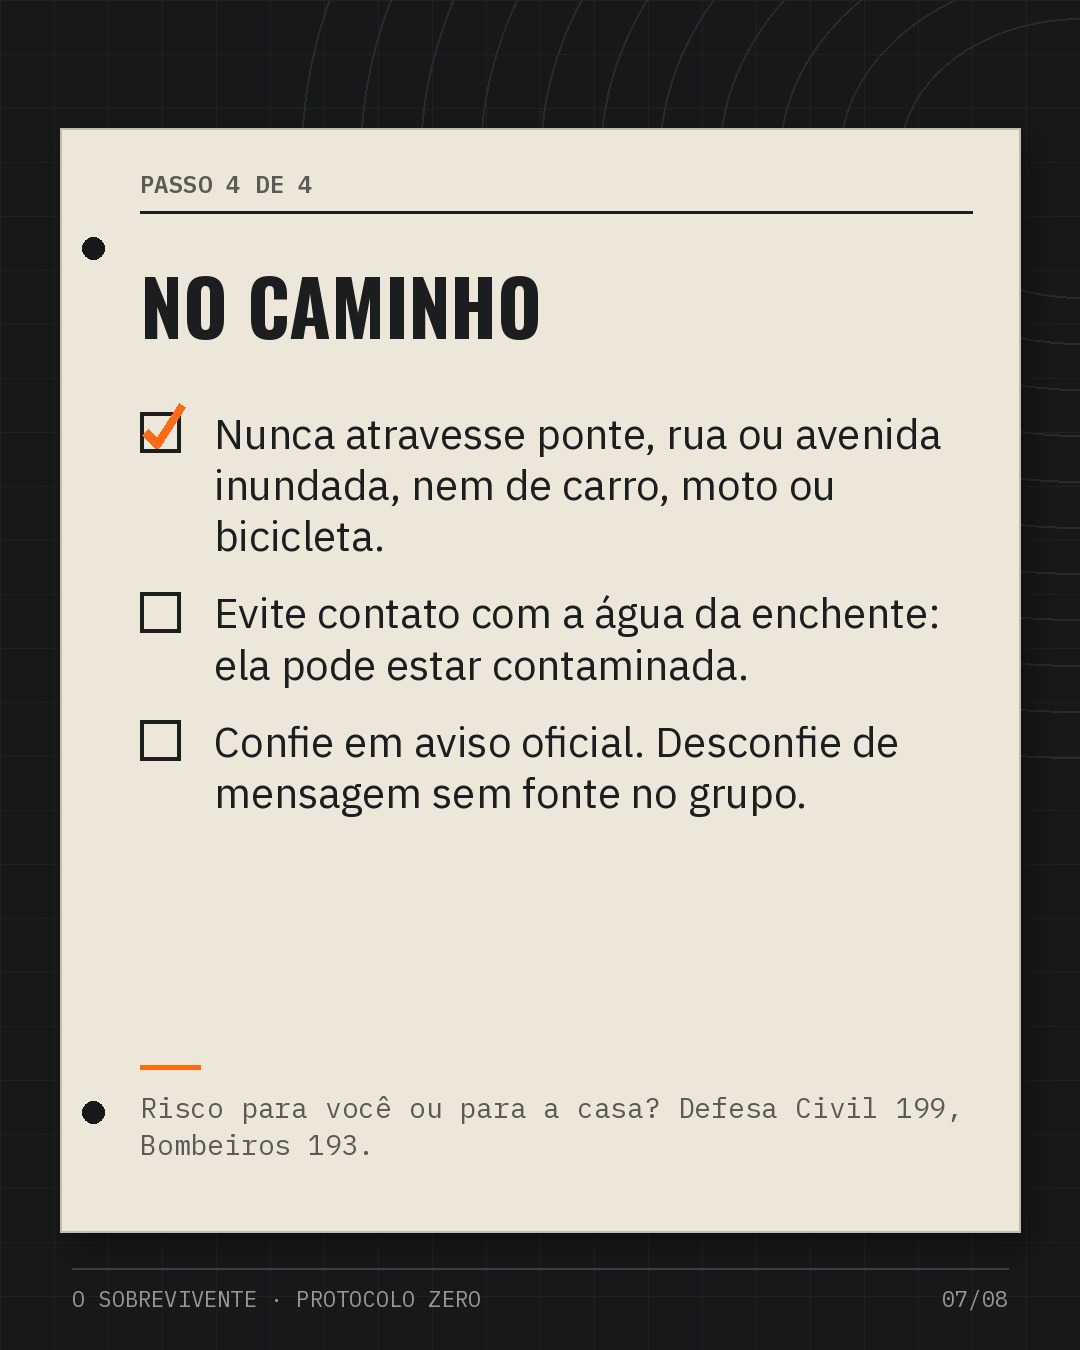 PASSO 4 DE 4
NO CAMINHO
Nunca atravesse ponte, rua ou avenida
inundada, nem de carro, moto ou
bicicleta.
Evite contato com a água da enchente:
ela pode estar contaminada.
Confie em aviso oficial. Desconfie de
mensagem sem fonte no grupo.
Risco para você ou para a casa? Defesa Civil 199,
Bombeiros 193.
O SOBREVIVENTE · PROTOCOLO ZERO
07/08